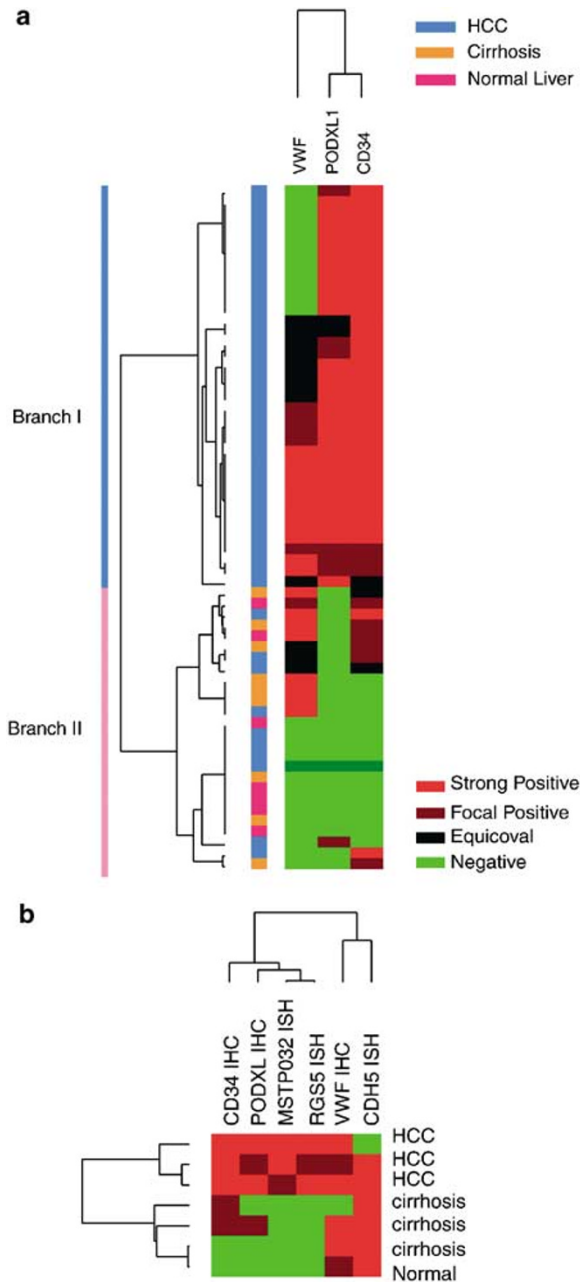 a
HCC
Cirrhosis
Normal Liver
VWF
PODXL1
CD34
Branch I
Branch II
Strong Positive
Focal Positive
Equicoval
Negative
b
CD34 IHC
PODXL IHC
MSTP032 ISH
RGS5 ISH
VWF IHC
CDH5 ISH
HCC
HCC
HCC
cirrhosis
cirrhosis
cirrhosis
Normal